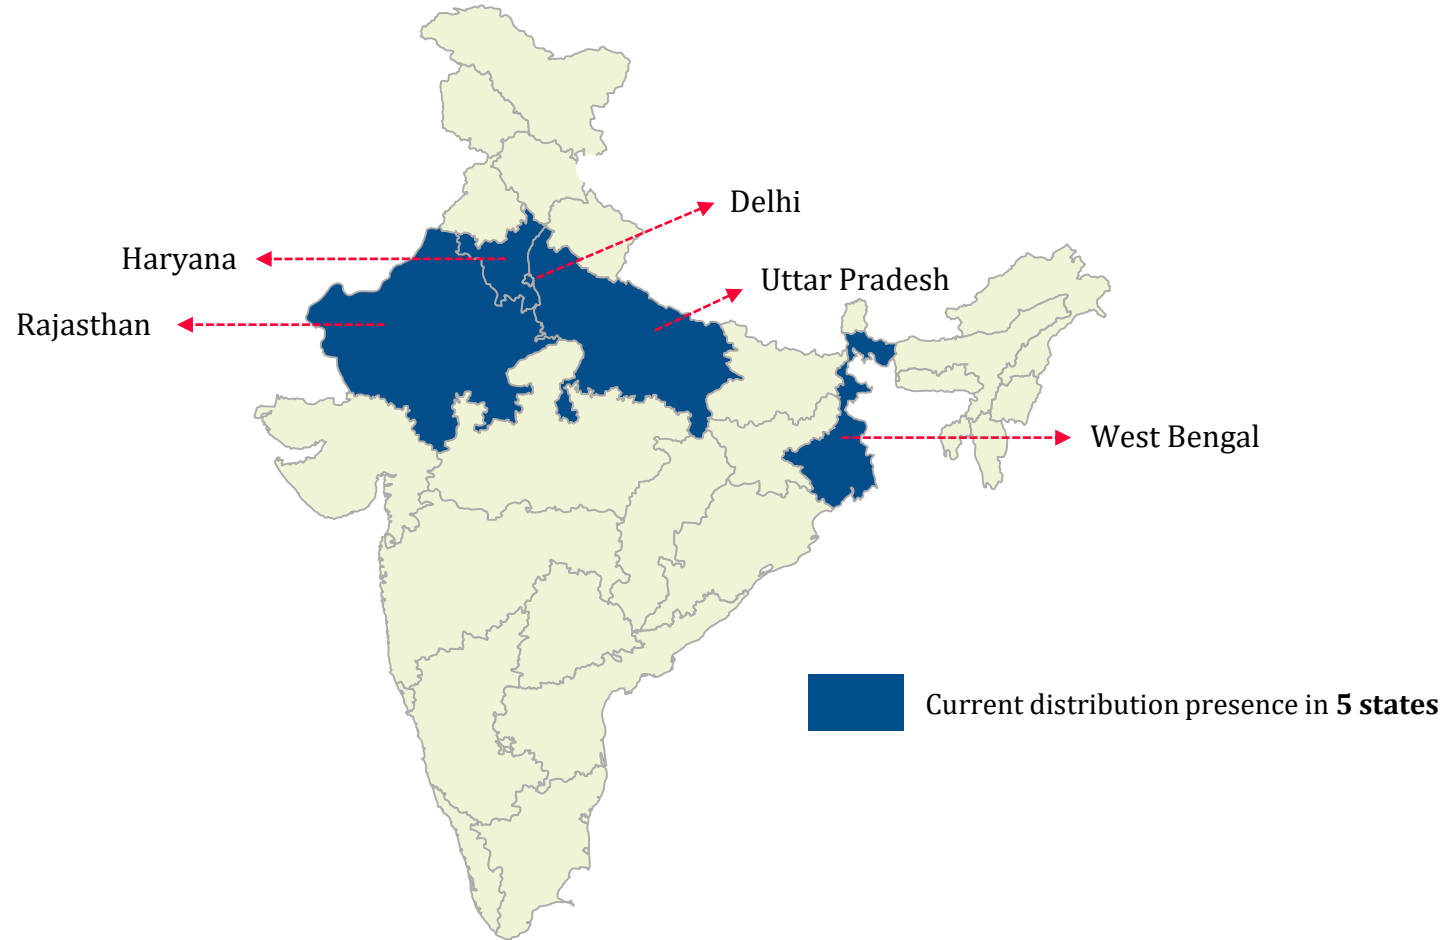 Delhi
Haryana
Uttar Pradesh
Rajasthan
West Bengal
Current distribution presence in 5 states